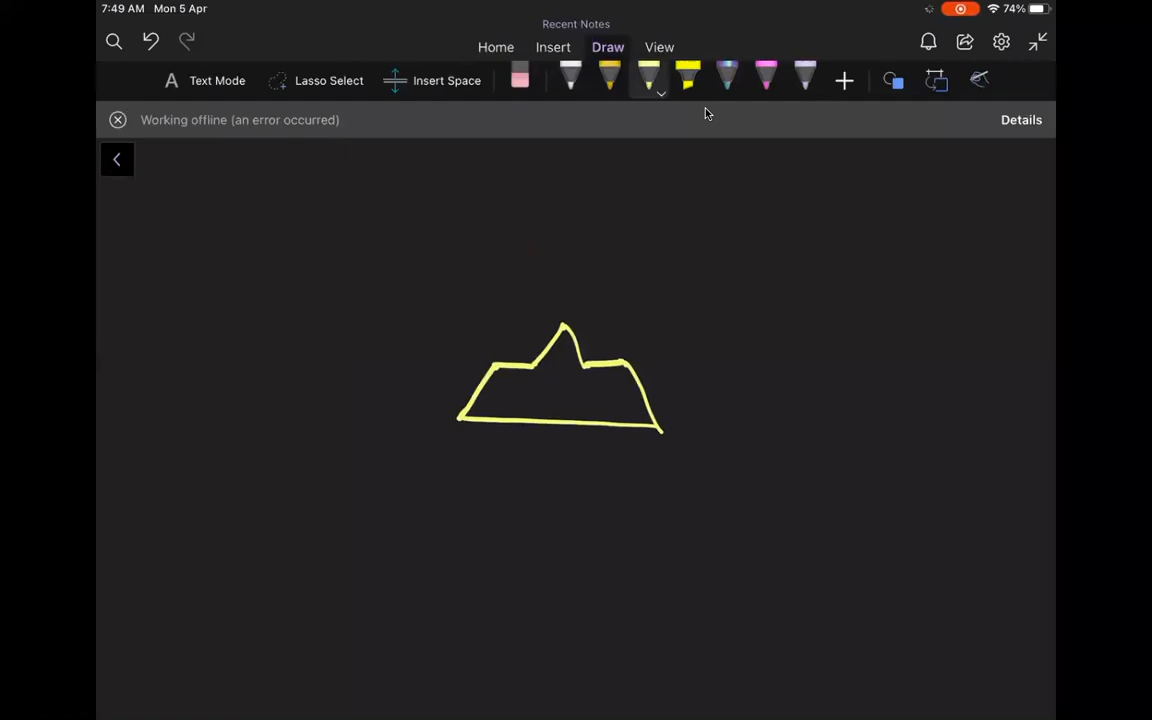 7:49 AM Mon 5 Apr
74%
Recent Notes
Home Insert Draw View
Text Mode Lasso Select Insert Space
Working offline (an error occurred) Details